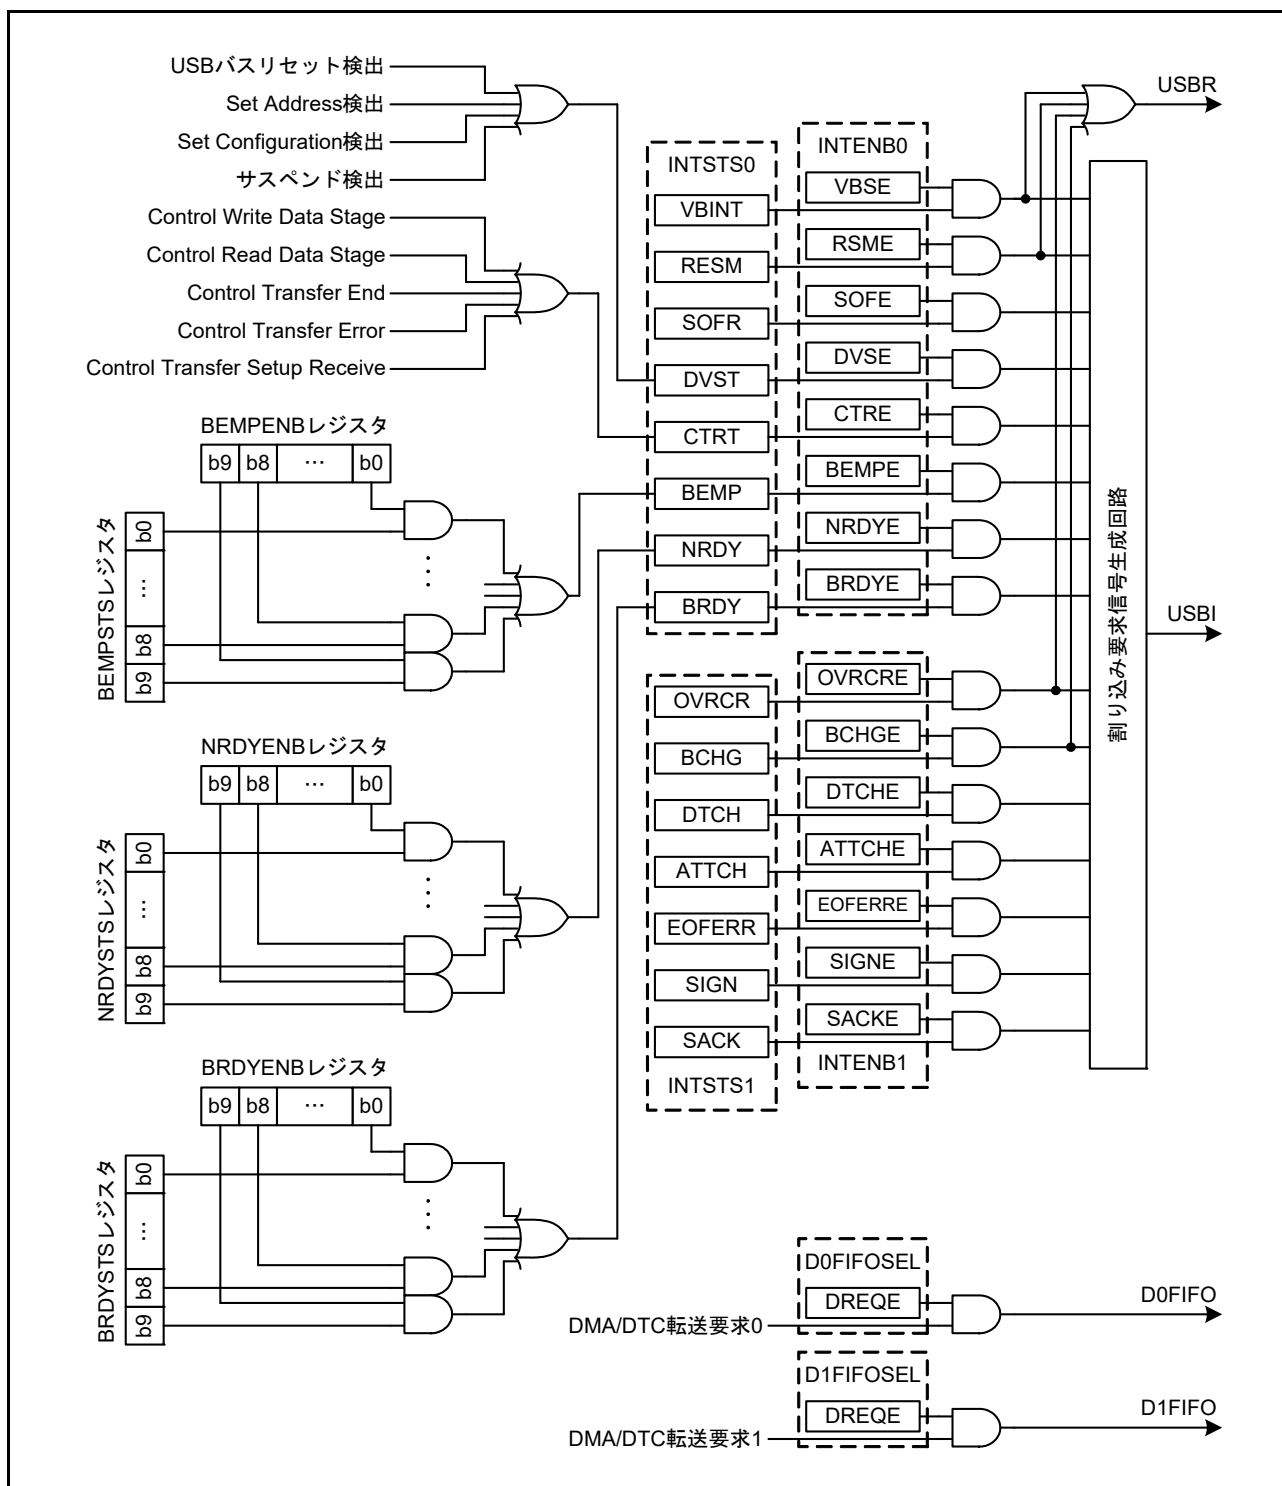 USBバスリセット検出
Set Address検出
Set Configuration検出
サスペンド検出
Control Write Data Stage
Control Read Data Stage
Control Transfer End
Control Transfer Error
Control Transfer Setup Receive
BEMPENBレジスタ
b9 b8 … b0
BEMPSTSレジスタ
b0
…
b8
b9
NRDYENBレジスタ
b9 b8 … b0
NRDYSTSレジスタ
b0
…
b8
b9
BRDYENBレジスタ
b9 b8 … b0
BRDYSTSレジスタ
b0
…
b8
b9
INTSTS0
VBINT
RESM
SOFR
DVST
CTRT
BEMP
NRDY
BRDY
INTENB0
VBSE
RSME
SOFE
DVSE
CTRE
BEMPE
NRDYE
BRDYE
OVRCR
BCHG
DTCH
ATTCH
EOFERR
SIGN
SACK
INTSTS1
OVRCRE
BCHGE
DTCHE
ATTCHE
EOFERRE
SIGNE
SACKE
INTENB1
割り込み要求信号生成回路
USBR
USBI
D0FIFOSEL
DREQE
DMA/DTC転送要求0
D0FIFO
D1FIFOSEL
DREQE
DMA/DTC転送要求1
D1FIFO